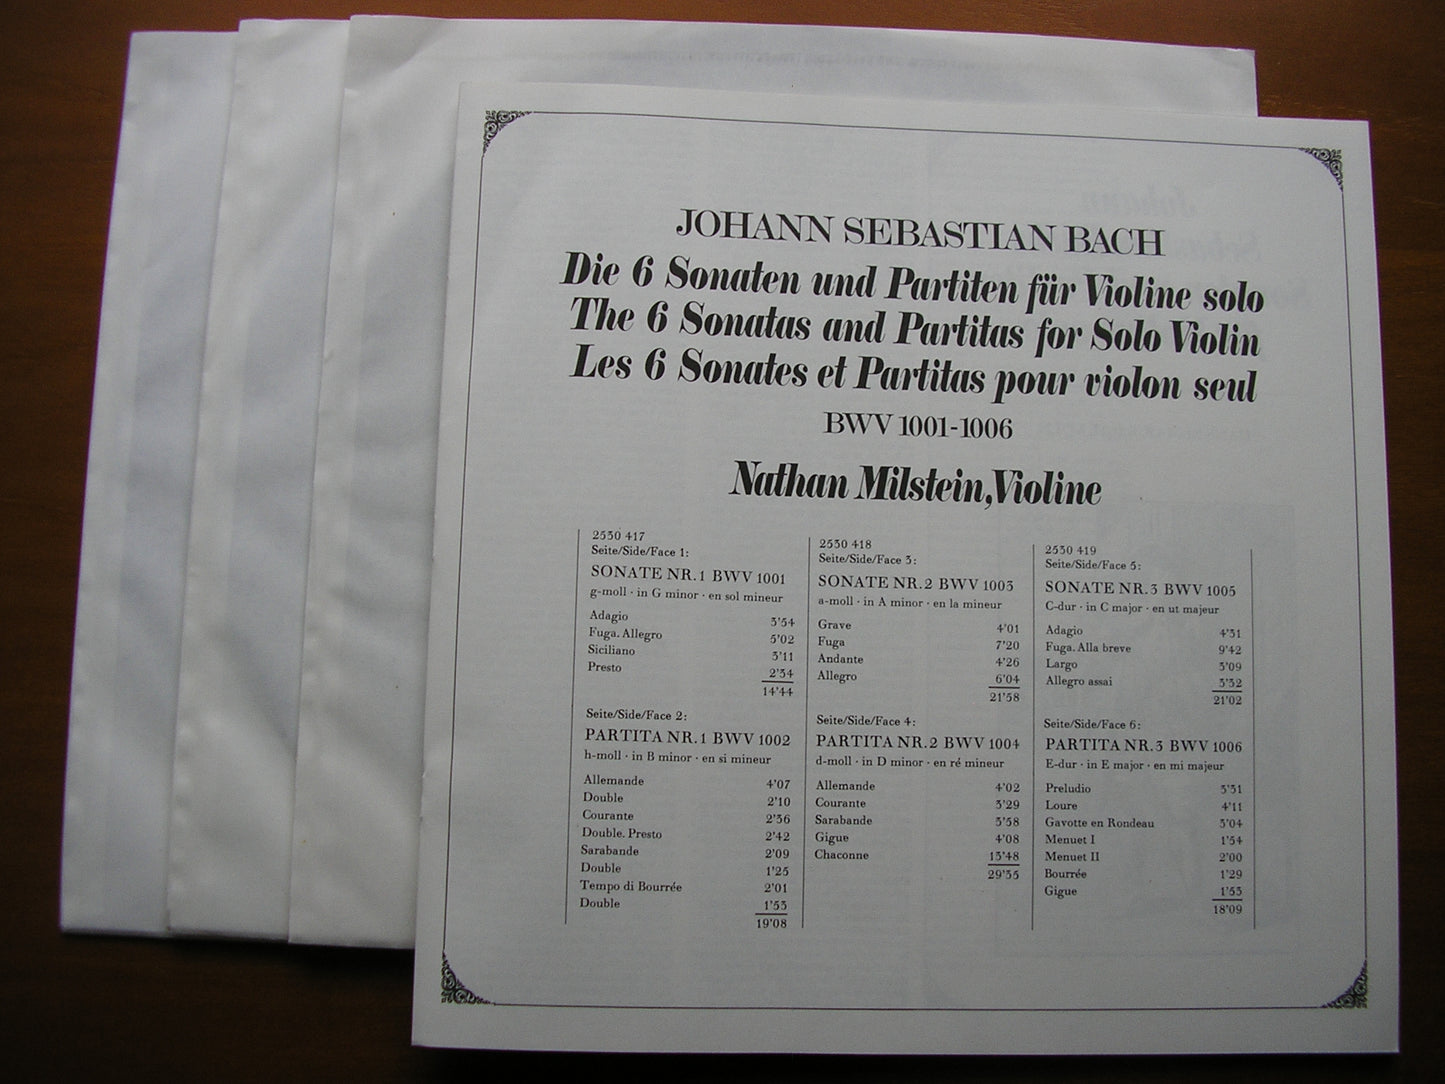 JOHANN SEBASTIAN BACH
Die 6 Sonaten und Partiten für Violine solo
The 6 Sonatas and Partitas for Solo Violin
Les 6 Sonates et Partitas pour violon seul
BWV 1001-1006
Nathan Milstein, Violine
2530 417
Seite/Side/Face 1:
SONATE NR. 1 BWV 1001
g-moll · in G minor · en sol mineur
Adagio 3'54
Fuga. Allegro 5'02
Siciliano 3'11
Presto 2'34
14'44
Seite/Side/Face 2:
PARTITA NR. 1 BWV 1002
h-moll · in B minor · en si mineur
Allemande 4'07
Double 2'10
Courante 2'36
Double. Presto 2'42
Sarabande 2'09
Double 1'25
Tempo di Bourrée 2'01
Double 1'53
19'08
2530 418
Seite/Side/Face 3:
SONATE NR. 2 BWV 1003
a-moll · in A minor · en la mineur
Grave 4'01
Fuga 7'20
Andante 4'26
Allegro 6'04
21'58
Seite/Side/Face 4:
PARTITA NR. 2 BWV 1004
d-moll · in D minor · en ré mineur
Allemande 4'02
Courante 3'29
Sarabande 3'58
Gigue 4'08
Chaconne 13'48
29'35
2530 419
Seite/Side/Face 5:
SONATE NR. 3 BWV 1005
C-dur · in C major · en ut majeur
Adagio 4'31
Fuga. Alla breve 9'42
Largo 3'09
Allegro assai 3'32
21'02
Seite/Side/Face 6:
PARTITA NR. 3 BWV 1006
E-dur · in E major · en mi majeur
Preludio 3'31
Loure 4'11
Gavotte en Rondeau 3'04
Menuet I 1'54
Menuet II 2'00
Bourrée 1'29
Gigue 1'53
18'09